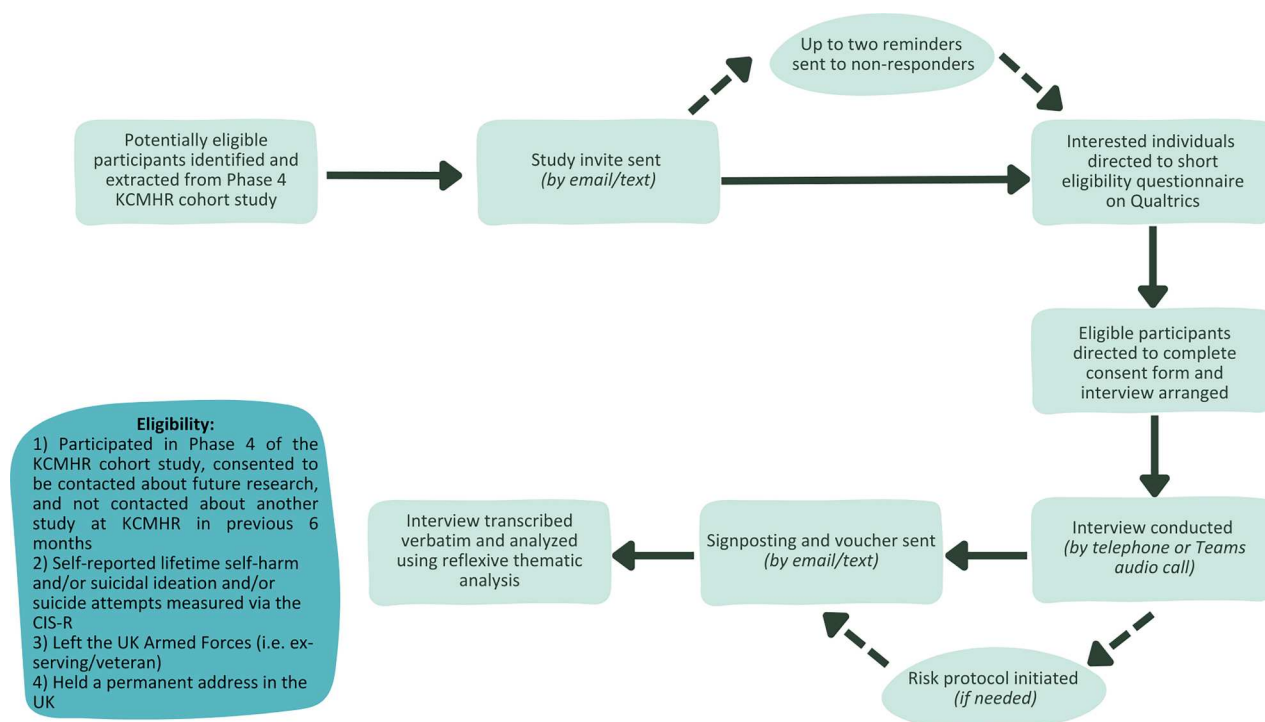 Up to two reminders
sent to non-responders
Potentially eligible
participants identified and
extracted from Phase 4
KCMHR cohort study
Study invite sent
(by email/text)
Interested individuals
directed to short
eligibility questionnaire
on Qualtrics
Eligible participants
directed to complete
consent form and
interview arranged
Interview conducted
(by telephone or Teams
audio call)
Risk protocol initiated
(if needed)
Signposting and voucher sent
(by email/text)
Interview transcribed
verbatim and analyzed
using reflexive thematic
analysis
Eligibility:
1) Participated in Phase 4 of the
KCMHR cohort study, consented to
be contacted about future research,
and not contacted about another
study at KCMHR in previous 6
months
2) Self-reported lifetime self-harm
and/or suicidal ideation and/or
suicide attempts measured via the
CIS-R
3) Left the UK Armed Forces (i.e. ex-
serving/veteran)
4) Held a permanent address in the
UK